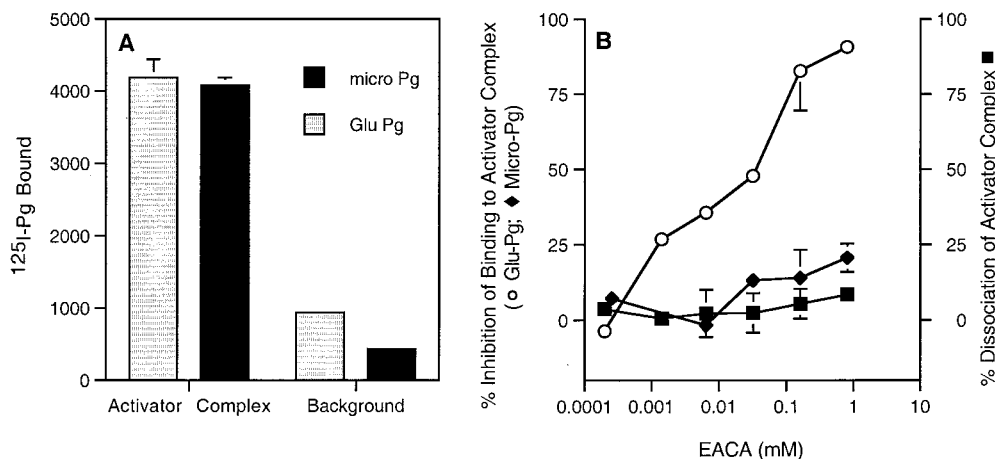 A
5000
4000
3000
2000
1000
0
125I-Pg Bound
micro Pg
Glu Pg
Activator Complex Background
B
100
75
50
25
0
% Inhibition of Binding to Activator Complex
( o Glu-Pg; ◆ Micro-Pg)
100
75
50
25
0
% Dissociation of Activator Complex ■
0.0001 0.001 0.01 0.1 1 10
EACA (mM)